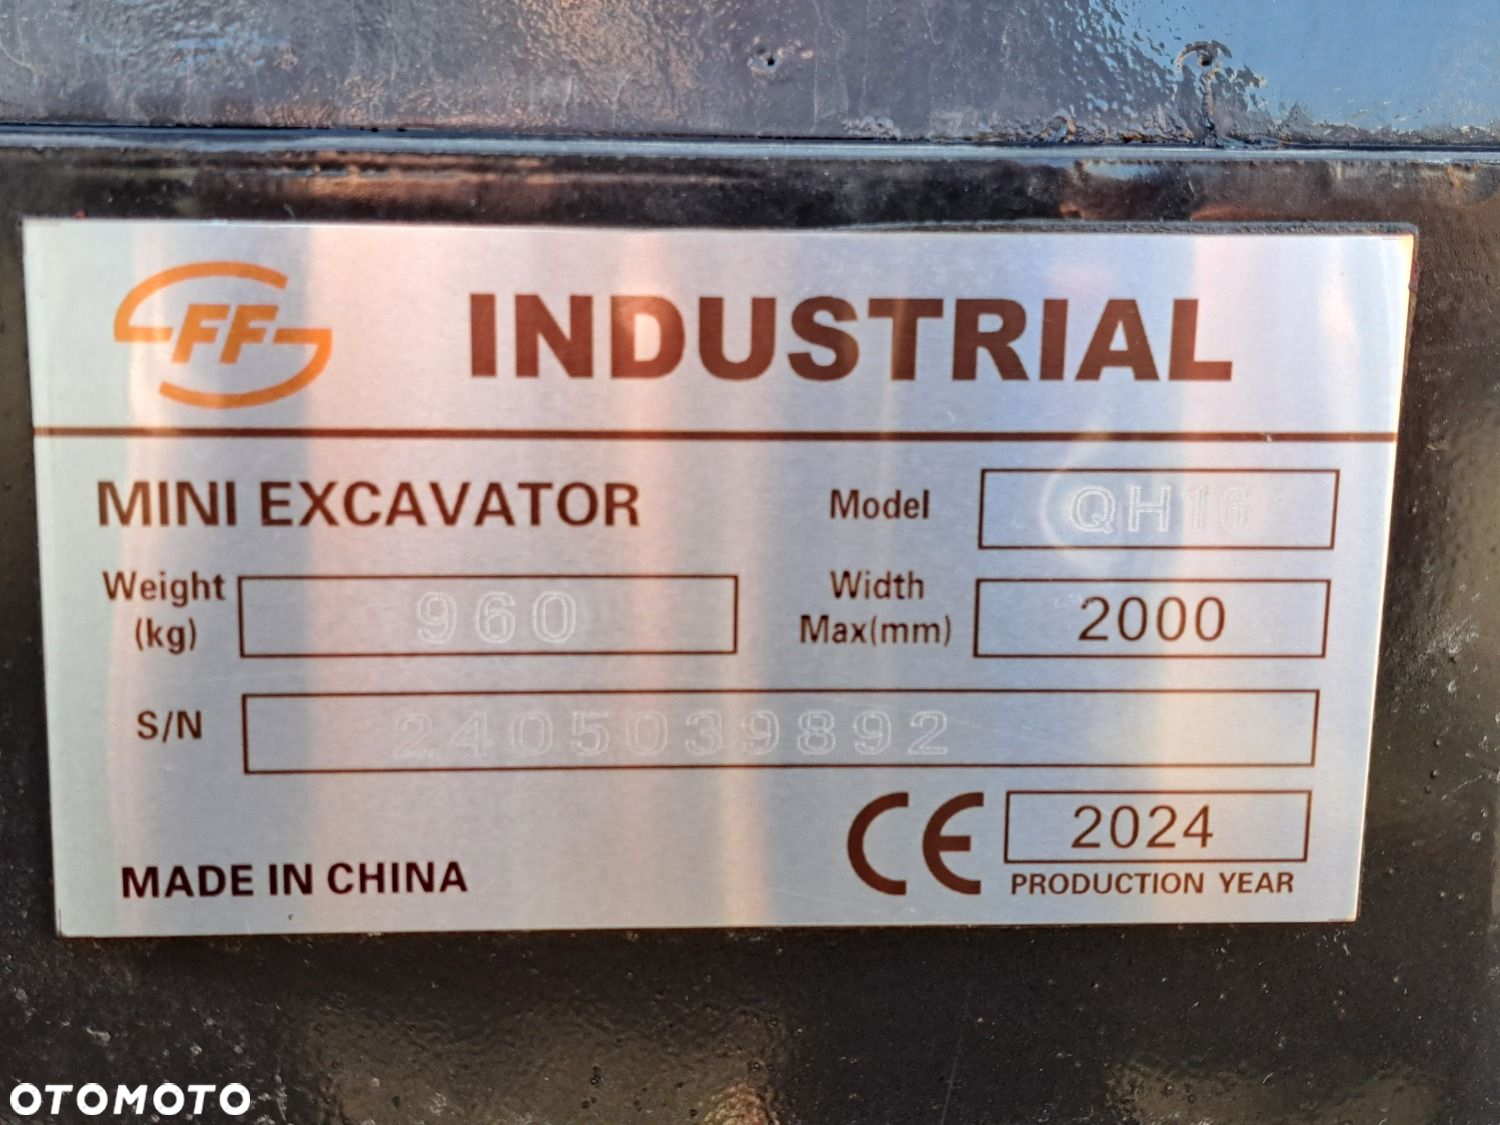 FF INDUSTRIAL
MINI EXCAVATOR
Model QH16
Weight (kg) 960
Width Max(mm) 2000
S/N 2405039892
CE 2024
MADE IN CHINA
PRODUCTION YEAR
OTOMOTO